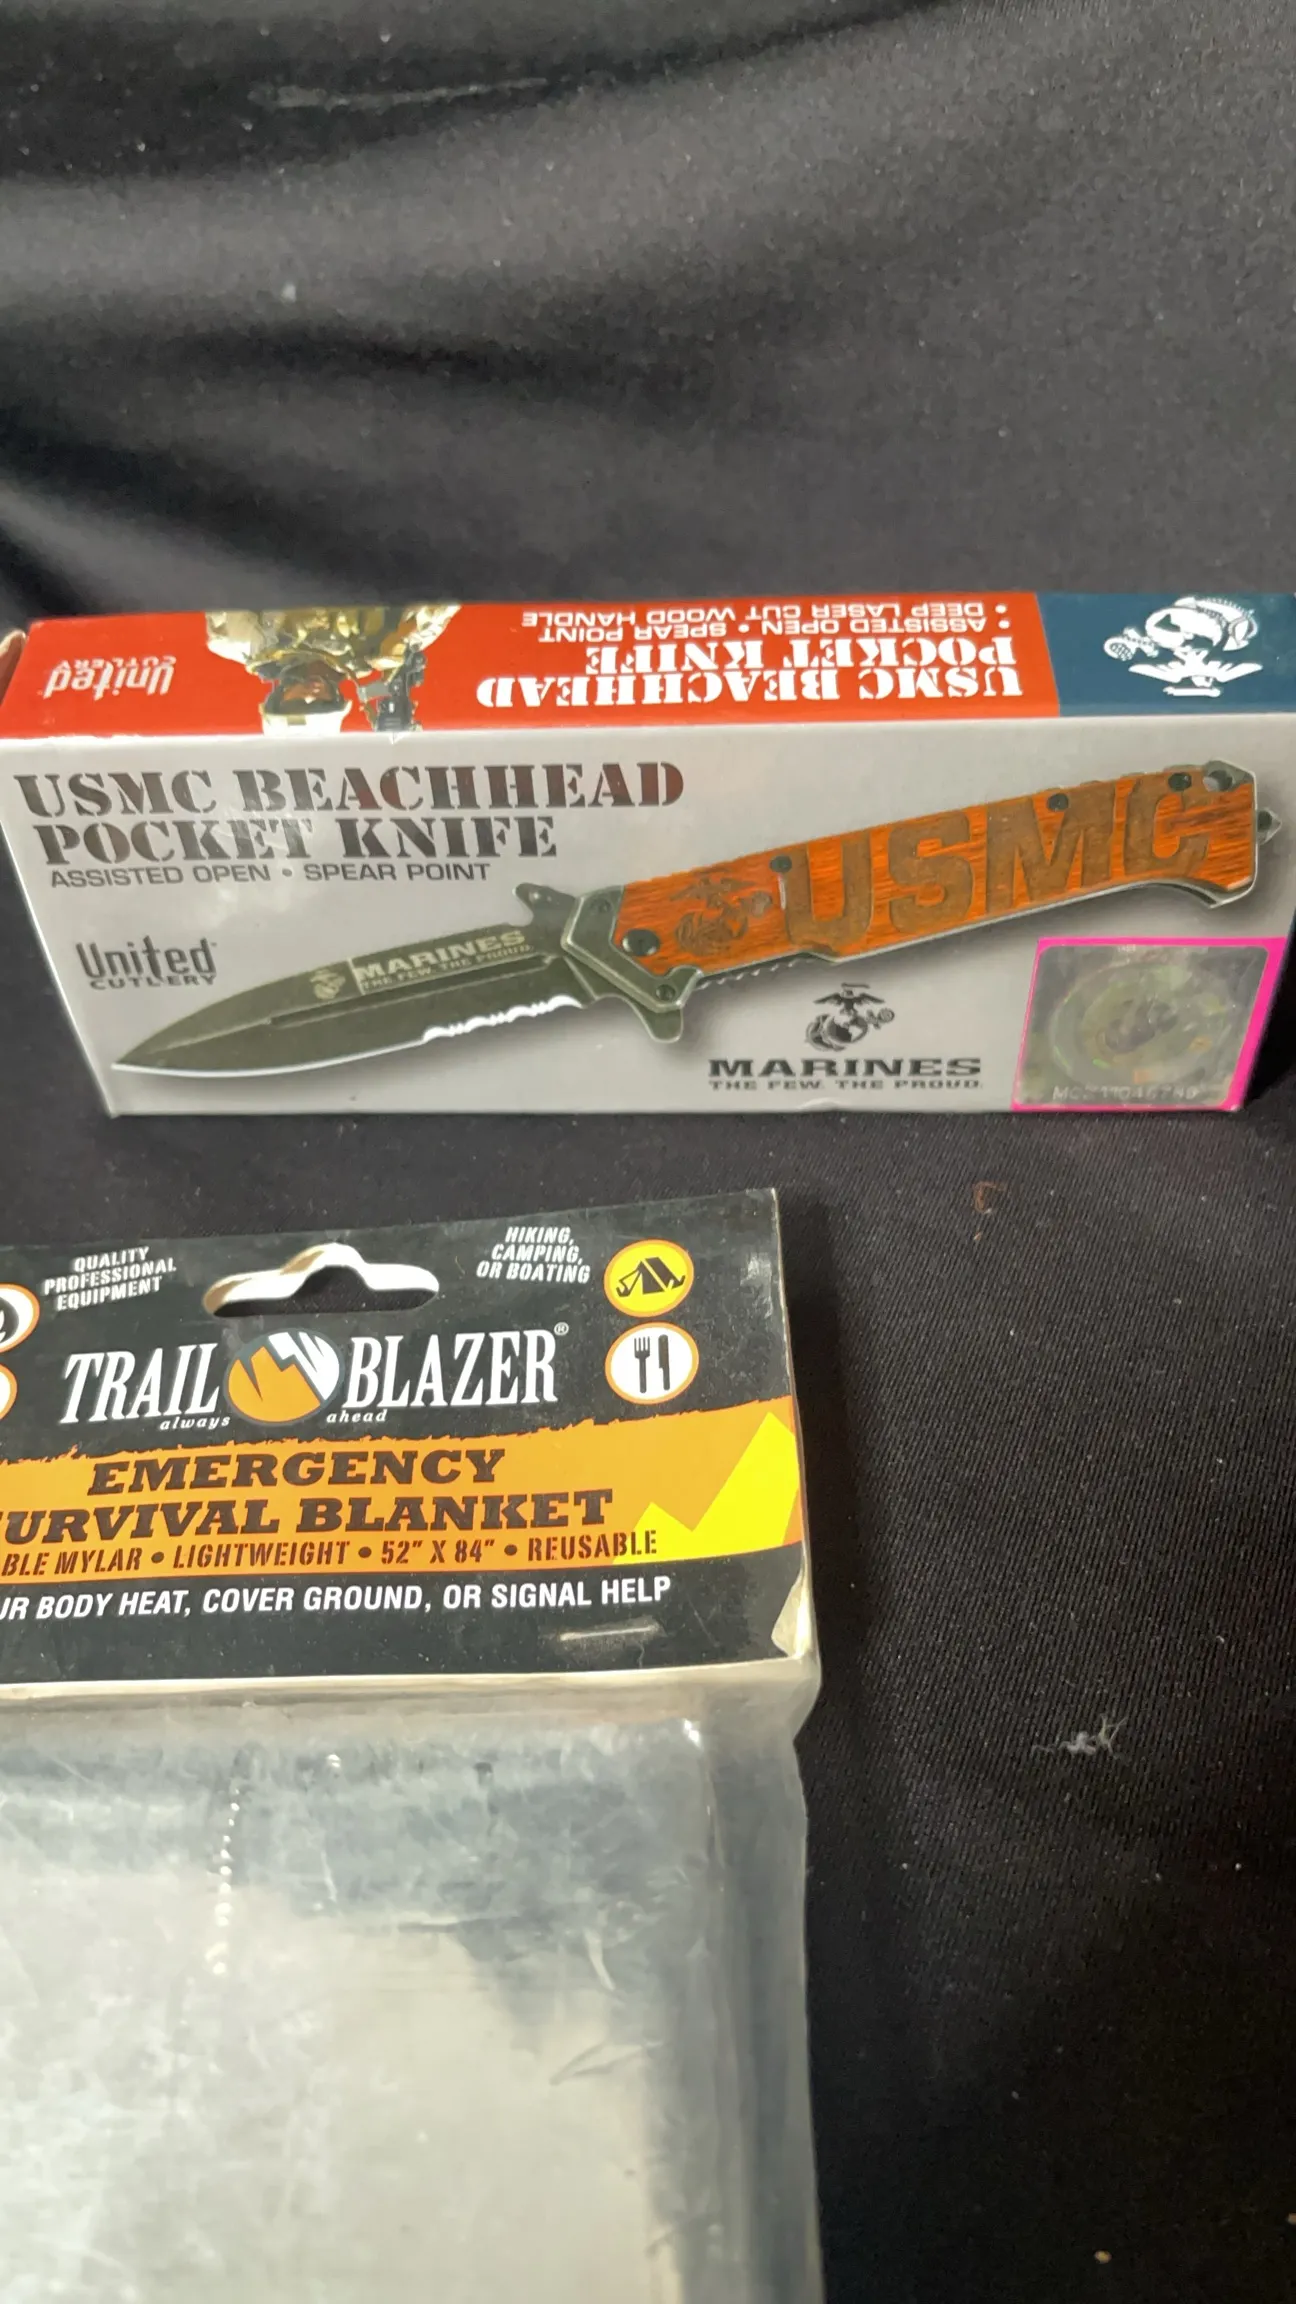 United
CUTLERY
USMC BEACHHEAD
POCKET KNIFE
• ASSISTED OPEN • SPEAR POINT
• DEEP LASER CUT WOOD HANDLE
USMC BEACHHEAD
POCKET KNIFE
ASSISTED OPEN • SPEAR POINT
United
CUTLERY
MARINES
THE FEW. THE PROUD.
USMC
MARINES
THE FEW. THE PROUD.
QUALITY
PROFESSIONAL
EQUIPMENT
HIKING,
CAMPING,
OR BOATING
TRAIL BLAZER®
always ahead
EMERGENCY
URVIVAL BLANKET
BLE MYLAR • LIGHTWEIGHT • 52" X 84" • REUSABLE
UR BODY HEAT, COVER GROUND, OR SIGNAL HELP